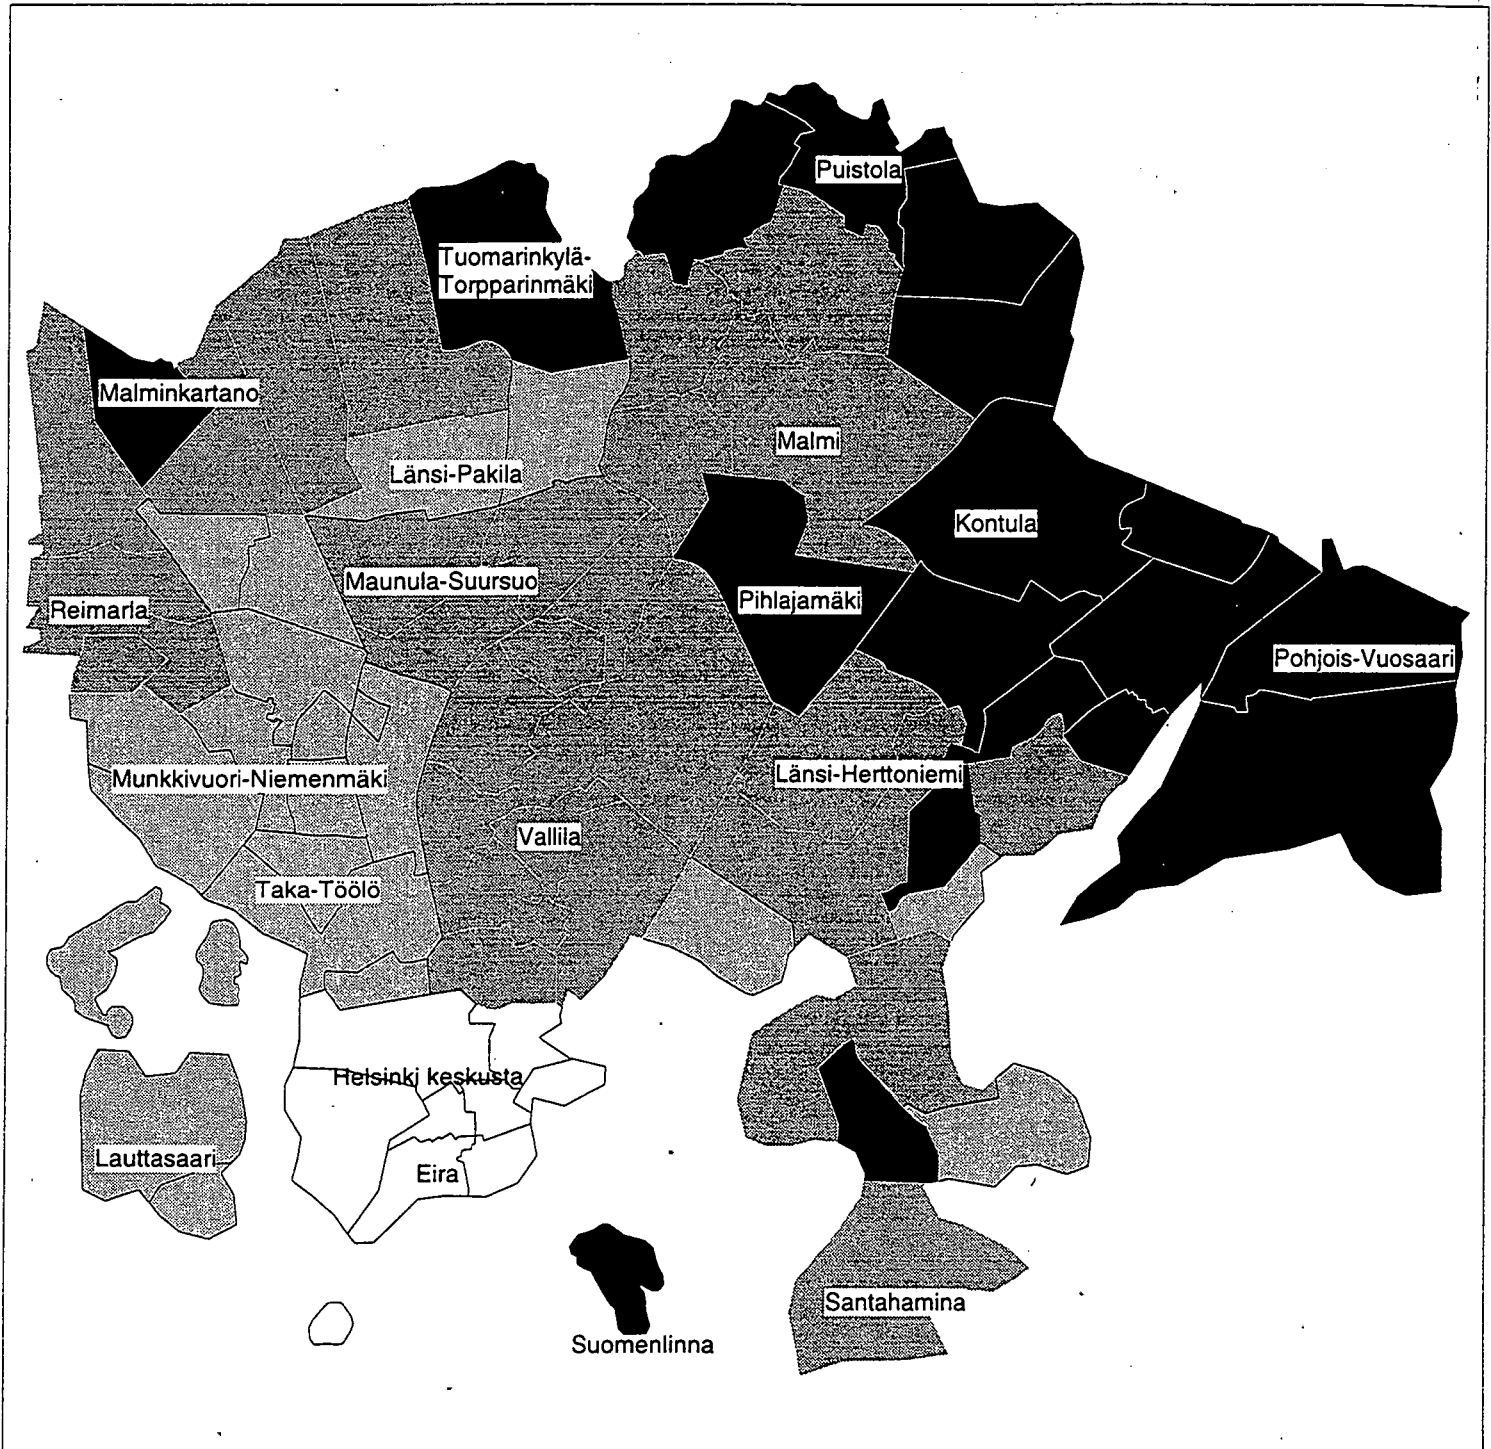 Puistola
Tuomarinkylä-
Torpparinmäki
Malminkartano
Malmi
Länsi-Pakila
Kontula
Maunula-Suursuo
Pihlajamäki
Reimarla
Pohjois-Vuosaari
Munkkivuori-Niemenmäki
Länsi-Herttoniemi
Vallila
Taka-Töölö
Helsinki keskusta
Lauttasaari
Eira
Santahamina
Suomenlinna